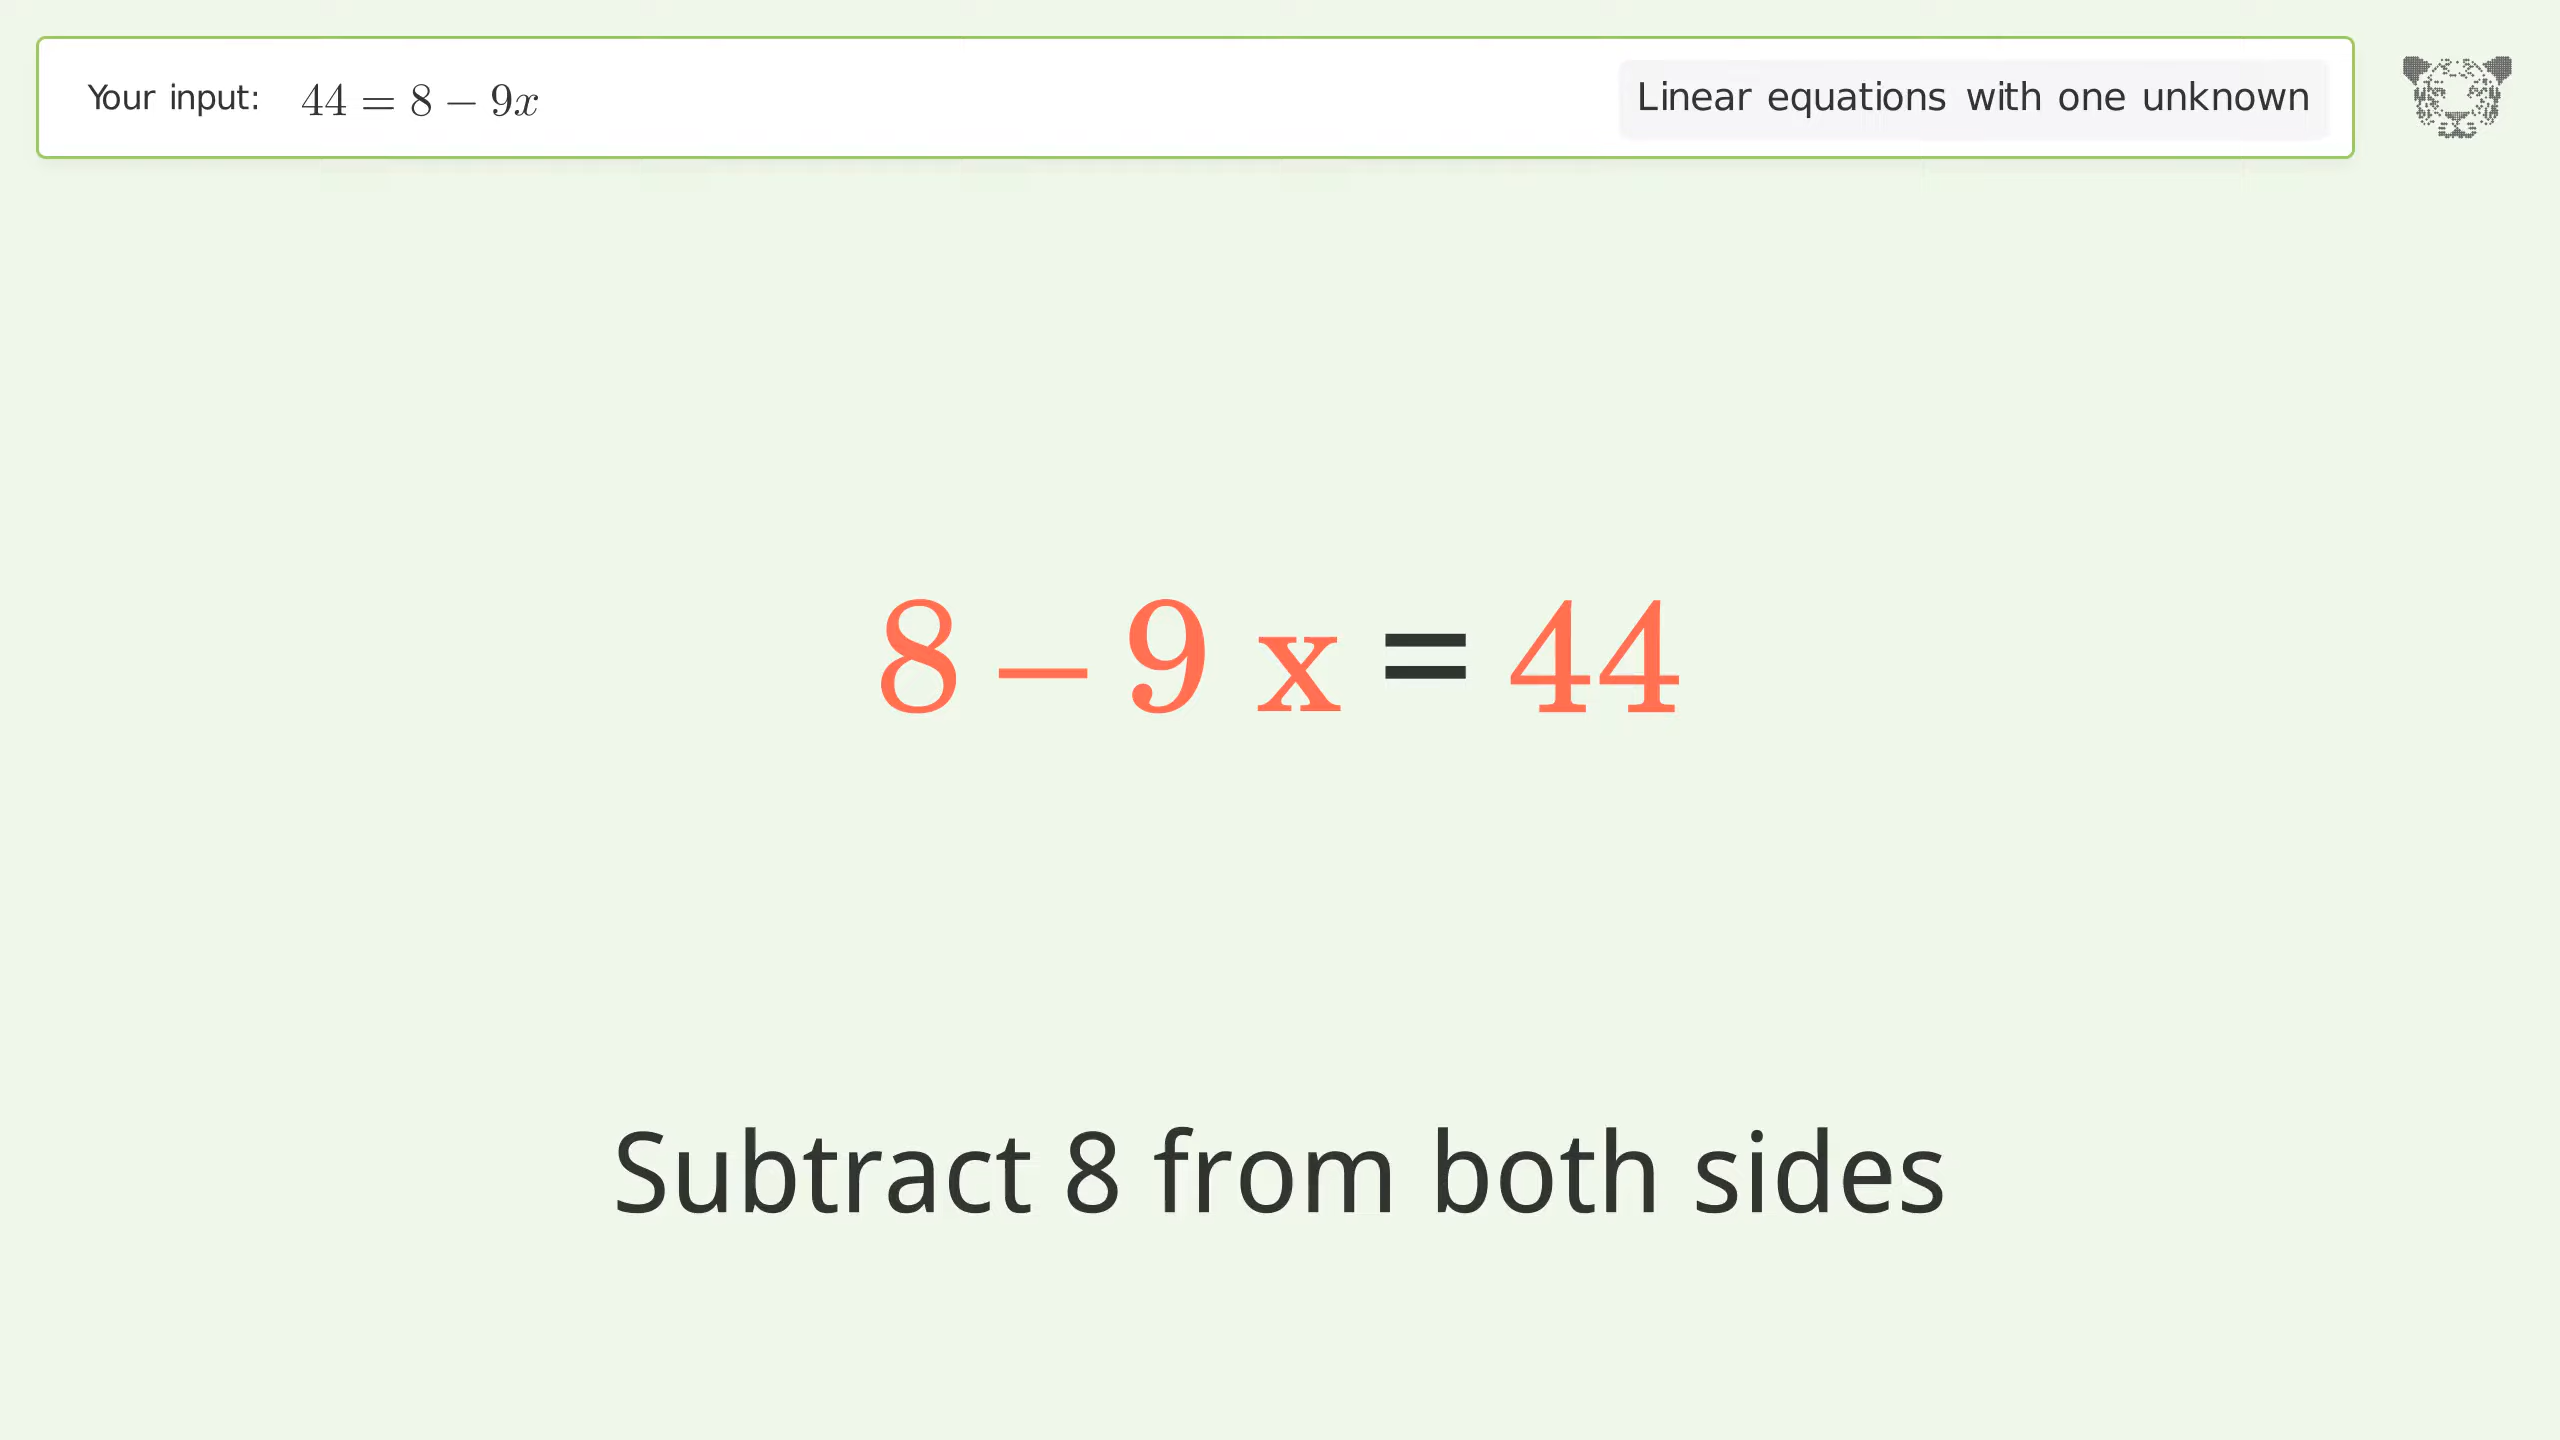 Your input: 44 = 8 − 9x
Linear equations with one unknown
8 − 9 x = 44
Subtract 8 from both sides